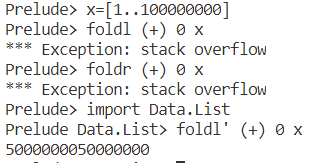 Prelude> x=[1..100000000]
Prelude> foldl (+) 0 x
*** Exception: stack overflow
Prelude> foldr (+) 0 x
*** Exception: stack overflow
Prelude> import Data.List
Prelude Data.List> foldl' (+) 0 x
5000000050000000